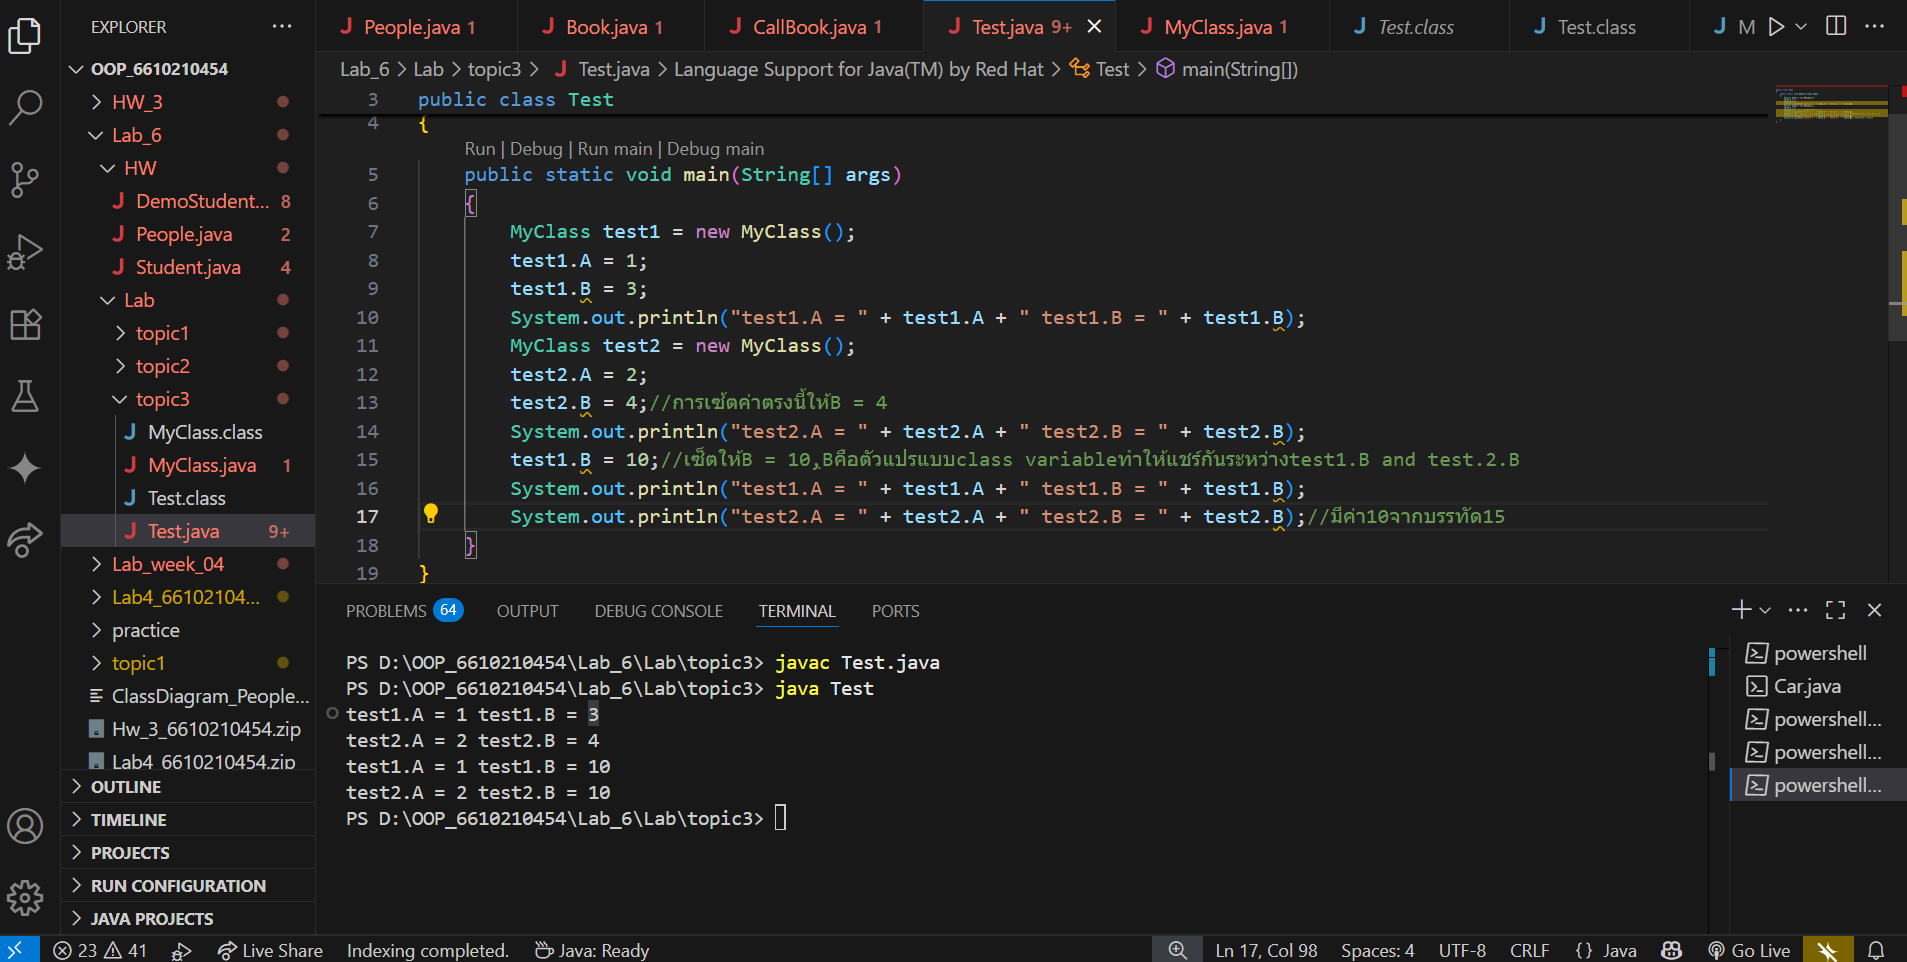 EXPLORER
OOP_6610210454
HW_3
Lab_6
HW
DemoStudent... 8
People.java 2
Student.java 4
Lab
topic1
topic2
topic3
MyClass.class
MyClass.java 1
Test.class
Test.java 9+
Lab_week_04
Lab4_66102104...
practice
topic1
ClassDiagram_People...
Hw_3_6610210454.zip
Lab4_6610210454.zip
OUTLINE
TIMELINE
PROJECTS
RUN CONFIGURATION
JAVA PROJECTS
People.java 1 Book.java 1 CallBook.java 1 Test.java 9+ MyClass.java 1 Test.class Test.class M
Lab_6 > Lab > topic3 > Test.java > Language Support for Java(TM) by Red Hat > Test > main(String[])
3 public class Test
4 {
Run | Debug | Run main | Debug main
5 public static void main(String[] args)
6 {
7 MyClass test1 = new MyClass();
8 test1.A = 1;
9 test1.B = 3;
10 System.out.println("test1.A = " + test1.A + " test1.B = " + test1.B);
11 MyClass test2 = new MyClass();
12 test2.A = 2;
13 test2.B = 4;//การเซ้ตค่าตรงนี้ให้B = 4
14 System.out.println("test2.A = " + test2.A + " test2.B = " + test2.B);
15 test1.B = 10;//เซ็ตให้B = 10,Bคือตัวแปรแบบclass variableทำให้แชร์กันระหว่างtest1.B and test.2.B
16 System.out.println("test1.A = " + test1.A + " test1.B = " + test1.B);
17 System.out.println("test2.A = " + test2.A + " test2.B = " + test2.B);//มีค่า10จากบรรทัด15
18 }
19 }
PROBLEMS 64 OUTPUT DEBUG CONSOLE TERMINAL PORTS
PS D:\OOP_6610210454\Lab_6\Lab\topic3> javac Test.java
PS D:\OOP_6610210454\Lab_6\Lab\topic3> java Test
test1.A = 1 test1.B = 3
test2.A = 2 test2.B = 4
test1.A = 1 test1.B = 10
test2.A = 2 test2.B = 10
PS D:\OOP_6610210454\Lab_6\Lab\topic3>
powershell
Car.java
powershell...
powershell...
powershell...
23 41 Live Share Indexing completed. Java: Ready Ln 17, Col 98 Spaces: 4 UTF-8 CRLF {} Java Go Live